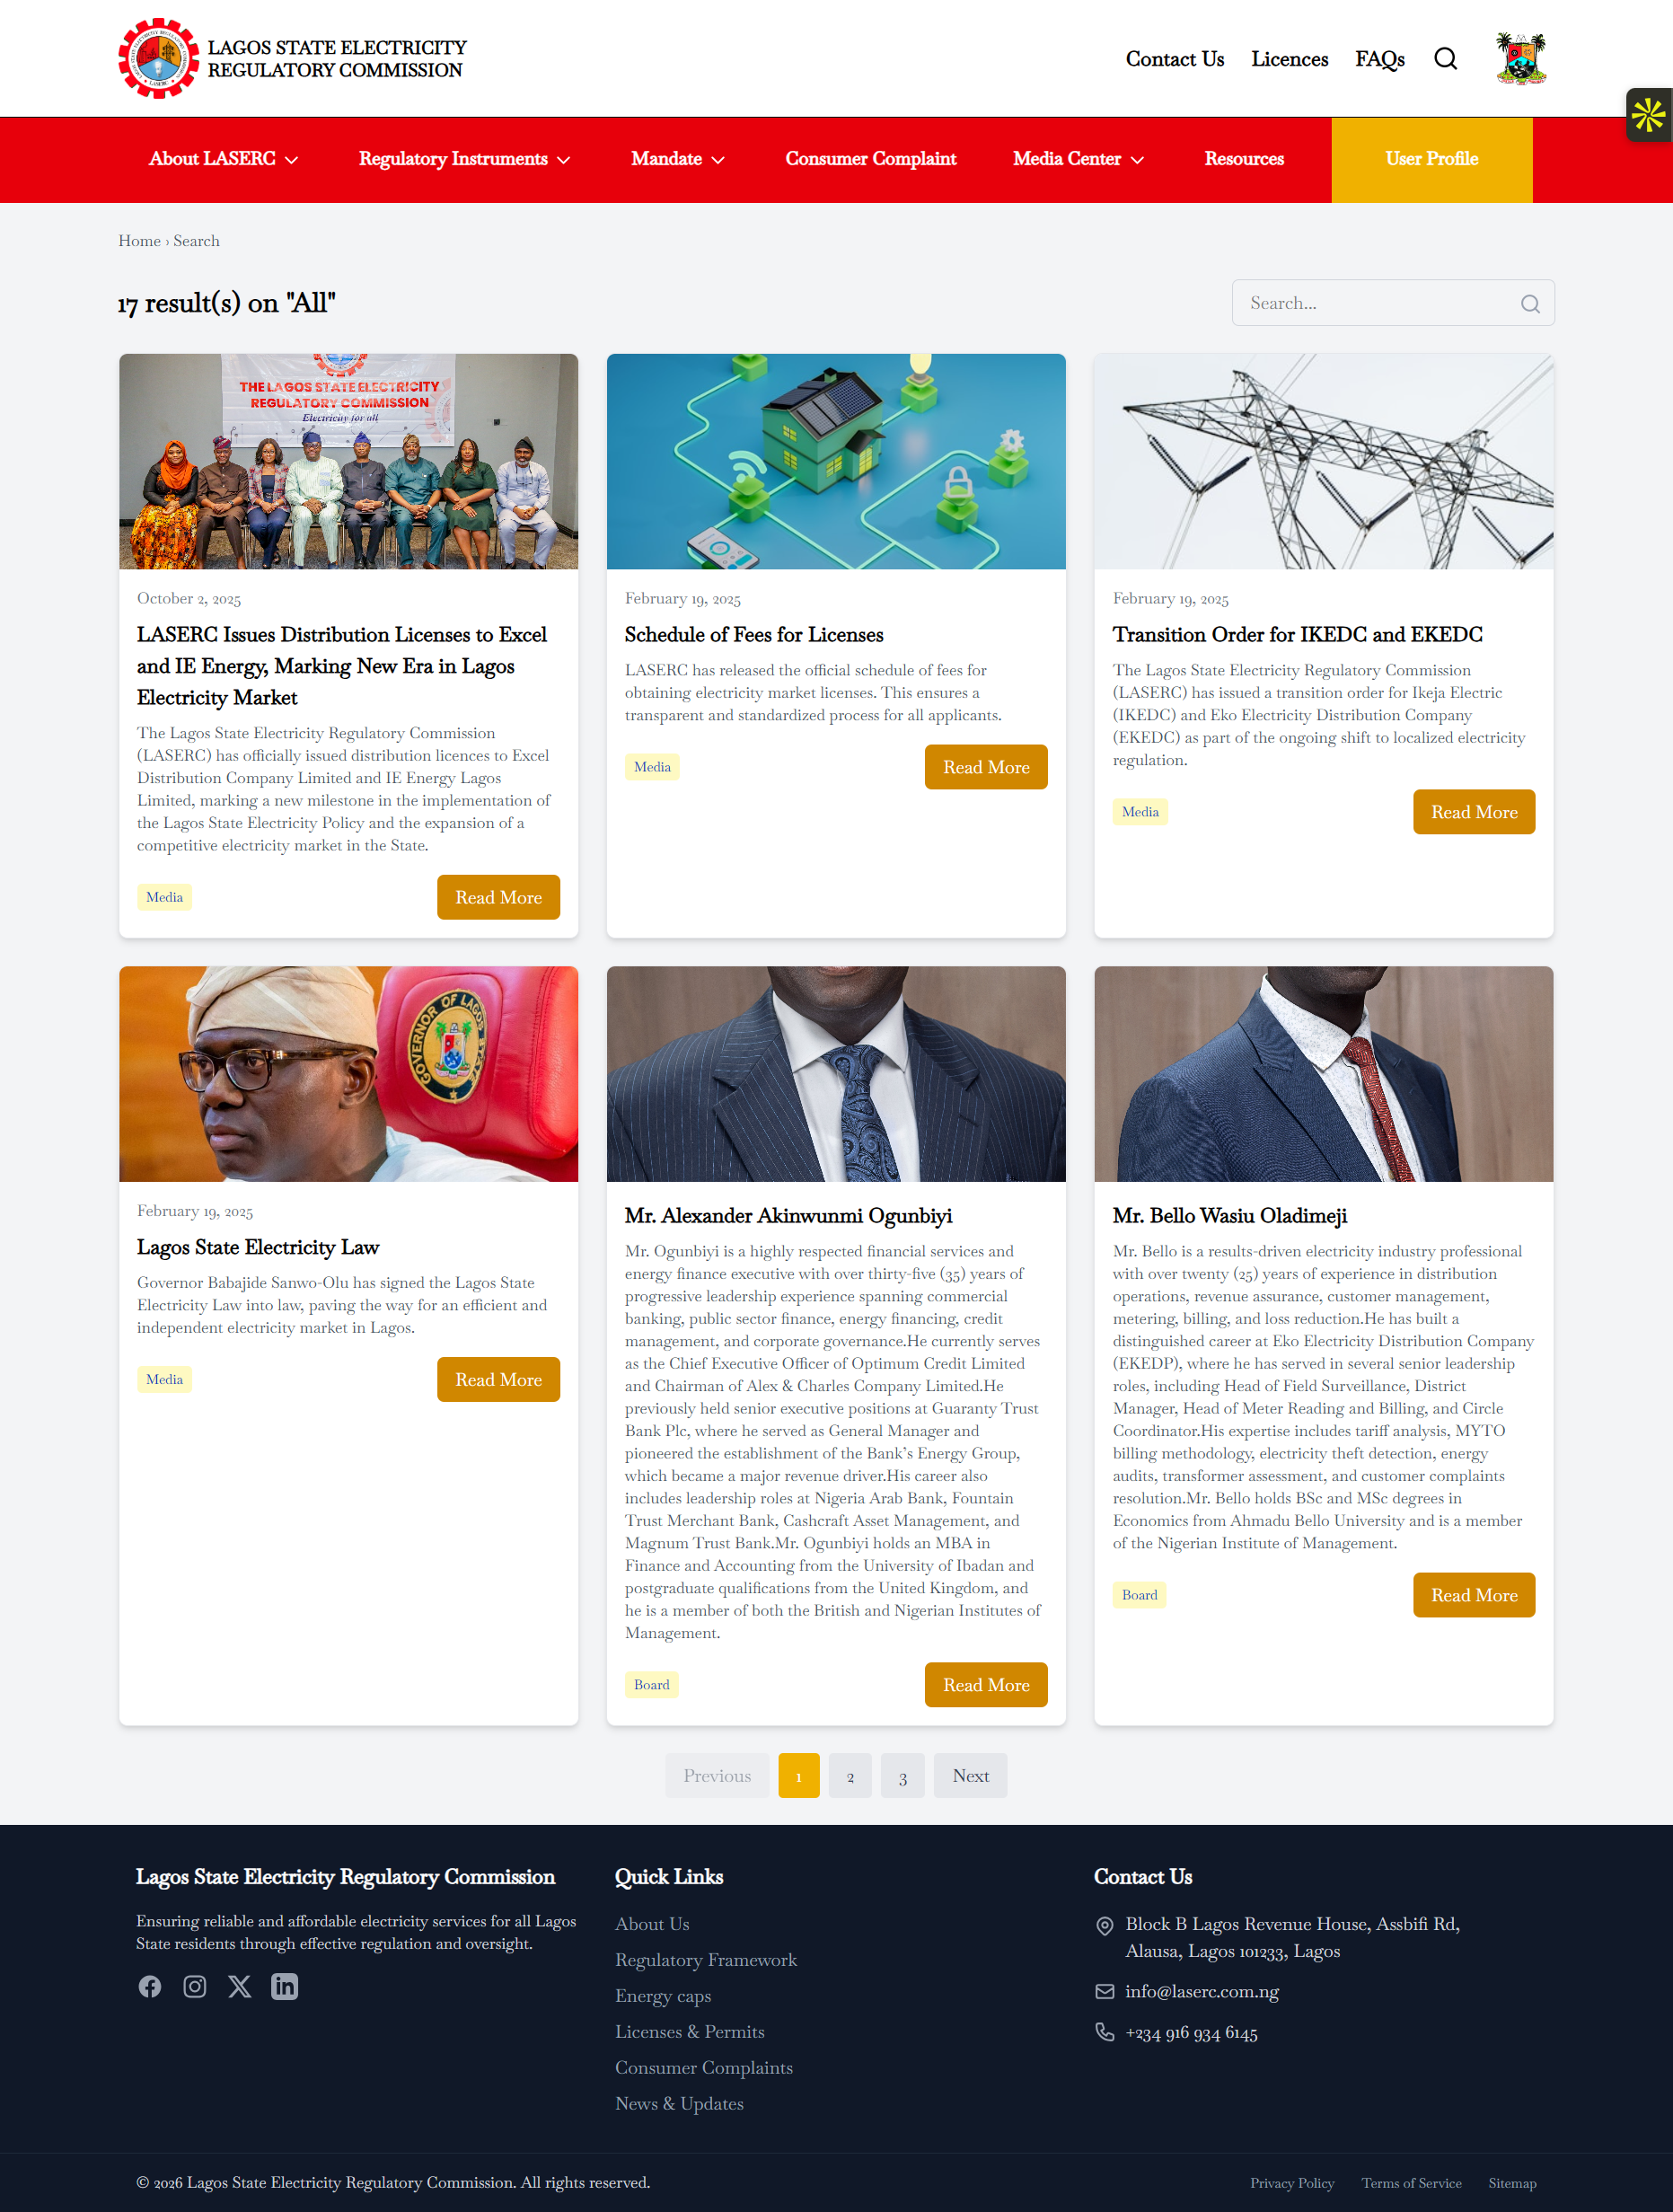 LAGOS STATE ELECTRICITY
REGULATORY COMMISSION
Contact Us
Licences
FAQs
About LASERC
Regulatory Instruments
Mandate
Consumer Complaint
Media Center
Resources
User Profile
Home › Search
17 result(s) on "All"
Search...
THE LAGOS STATE ELECTRICITY
REGULATORY COMMISSION
Electricity for all
October 2, 2025
LASERC Issues Distribution Licenses to Excel
and IE Energy, Marking New Era in Lagos
Electricity Market
The Lagos State Electricity Regulatory Commission
(LASERC) has officially issued distribution licences to Excel
Distribution Company Limited and IE Energy Lagos
Limited, marking a new milestone in the implementation of
the Lagos State Electricity Policy and the expansion of a
competitive electricity market in the State.
Media
Read More
February 19, 2025
Schedule of Fees for Licenses
LASERC has released the official schedule of fees for
obtaining electricity market licenses. This ensures a
transparent and standardized process for all applicants.
Media
Read More
February 19, 2025
Transition Order for IKEDC and EKEDC
The Lagos State Electricity Regulatory Commission
(LASERC) has issued a transition order for Ikeja Electric
(IKEDC) and Eko Electricity Distribution Company
(EKEDC) as part of the ongoing shift to localized electricity
regulation.
Media
Read More
GOVERNOR OF LAGOS
February 19, 2025
Lagos State Electricity Law
Governor Babajide Sanwo-Olu has signed the Lagos State
Electricity Law into law, paving the way for an efficient and
independent electricity market in Lagos.
Media
Read More
Mr. Alexander Akinwunmi Ogunbiyi
Mr. Ogunbiyi is a highly respected financial services and
energy finance executive with over thirty-five (35) years of
progressive leadership experience spanning commercial
banking, public sector finance, energy financing, credit
management, and corporate governance.He currently serves
as the Chief Executive Officer of Optimum Credit Limited
and Chairman of Alex & Charles Company Limited.He
previously held senior executive positions at Guaranty Trust
Bank Plc, where he served as General Manager and
pioneered the establishment of the Bank’s Energy Group,
which became a major revenue driver.His career also
includes leadership roles at Nigeria Arab Bank, Fountain
Trust Merchant Bank, Cashcraft Asset Management, and
Magnum Trust Bank.Mr. Ogunbiyi holds an MBA in
Finance and Accounting from the University of Ibadan and
postgraduate qualifications from the United Kingdom, and
he is a member of both the British and Nigerian Institutes of
Management.
Board
Read More
Mr. Bello Wasiu Oladimeji
Mr. Bello is a results-driven electricity industry professional
with over twenty (25) years of experience in distribution
operations, revenue assurance, customer management,
metering, billing, and loss reduction.He has built a
distinguished career at Eko Electricity Distribution Company
(EKEDP), where he has served in several senior leadership
roles, including Head of Field Surveillance, District
Manager, Head of Meter Reading and Billing, and Circle
Coordinator.His expertise includes tariff analysis, MYTO
billing methodology, electricity theft detection, energy
audits, transformer assessment, and customer complaints
resolution.Mr. Bello holds BSc and MSc degrees in
Economics from Ahmadu Bello University and is a member
of the Nigerian Institute of Management.
Board
Read More
Previous
1
2
3
Next
Lagos State Electricity Regulatory Commission
Ensuring reliable and affordable electricity services for all Lagos
State residents through effective regulation and oversight.
Quick Links
About Us
Regulatory Framework
Energy caps
Licenses & Permits
Consumer Complaints
News & Updates
Contact Us
Block B Lagos Revenue House, Assbifi Rd,
Alausa, Lagos 101233, Lagos
info@laserc.com.ng
+234 916 934 6145
© 2026 Lagos State Electricity Regulatory Commission. All rights reserved.
Privacy Policy
Terms of Service
Sitemap